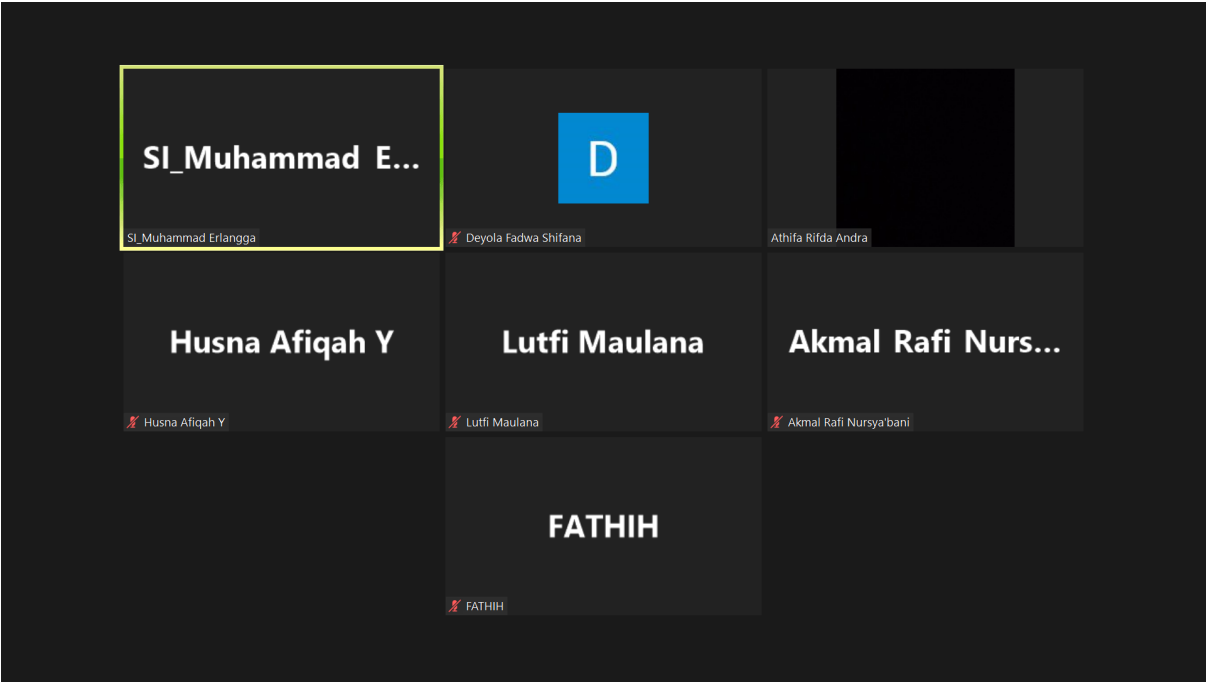 SI_Muhammad E...
SI_Muhammad Erlangga
D
Deyola Fadwa Shifana
Athifa Rifda Andra
Husna Afiqah Y
Husna Afiqah Y
Lutfi Maulana
Lutfi Maulana
Akmal Rafi Nurs...
Akmal Rafi Nursya'bani
FATHIH
FATHIH